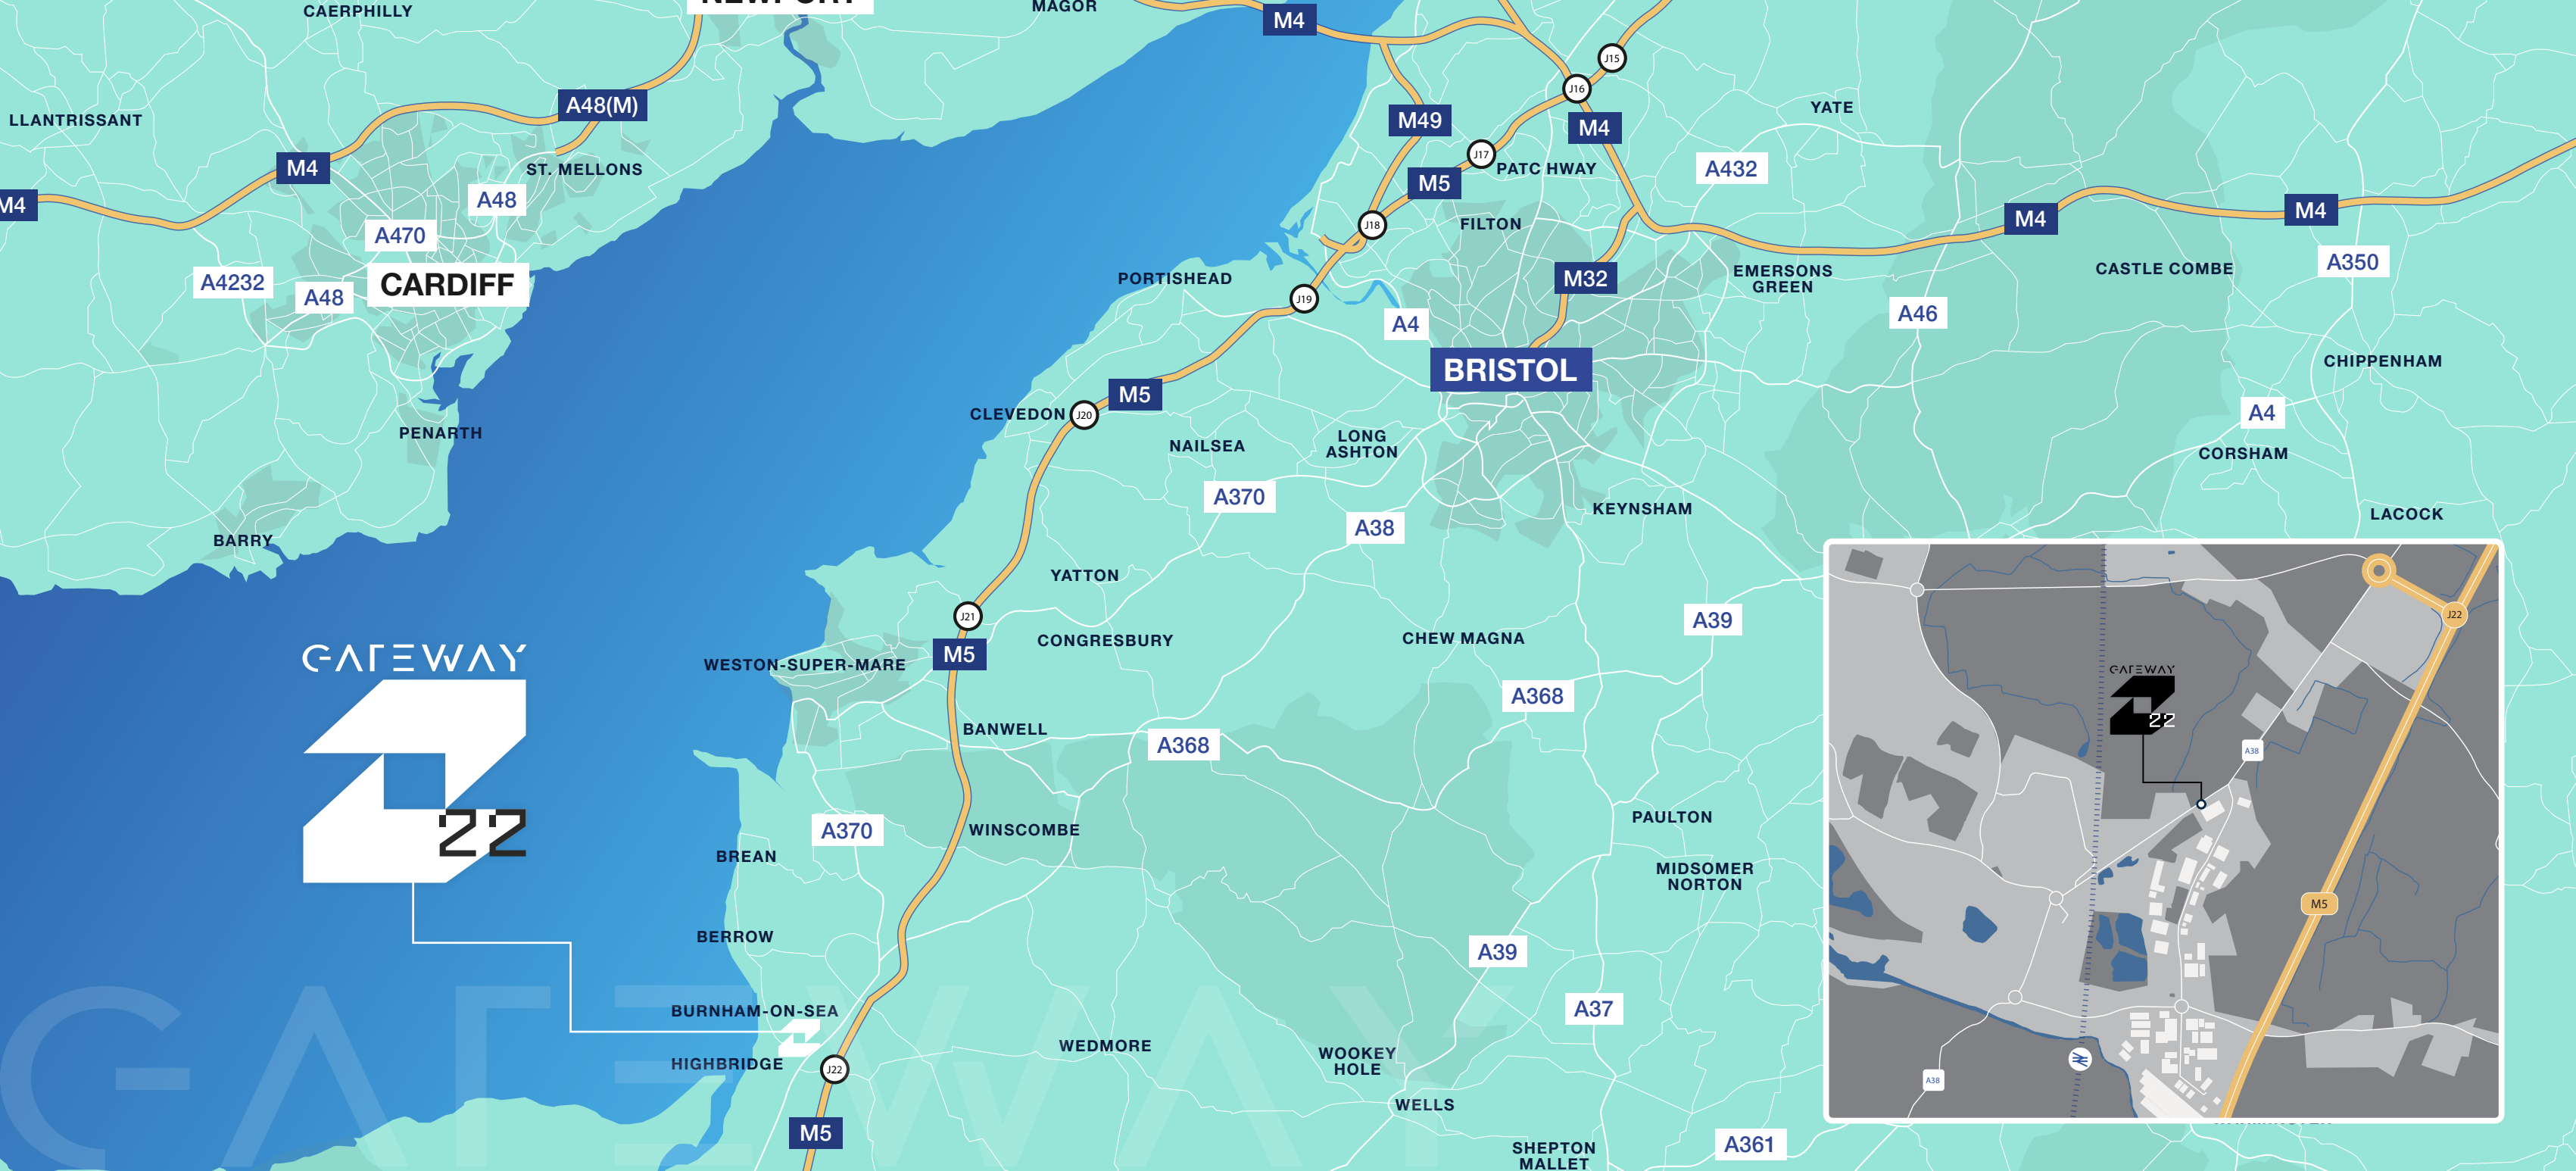 CAERPHILLY
NEWPORT
MAGOR
M4
J15
J16
A48(M)
LLANTRISSANT
M49
M4
YATE
M4
ST. MELLONS
J17
PATC HWAY
A432
M5
M4
A48
M4
M4
A470
J18
FILTON
A4232
CARDIFF
A48
PORTISHEAD
J19
M32
EMERSONS
GREEN
CASTLE COMBE
A350
A4
A46
BRISTOL
CHIPPENHAM
M5
CLEVEDON
J20
A4
PENARTH
NAILSEA
LONG
ASHTON
CORSHAM
A370
A38
KEYNSHAM
LACOCK
BARRY
YATTON
J21
A39
CONGRESBURY
CHEW MAGNA
M5
WESTON-SUPER-MARE
GATEWAY
22
A368
BANWELL
A368
A370
WINSCOMBE
PAULTON
BREAN
MIDSOMER
NORTON
BERROW
A39
BURNHAM-ON-SEA
A37
WEDMORE
WOOKEY
HOLE
HIGHBRIDGE
J22
WELLS
M5
SHEPTON
MALLET
A361
GATEWAY
J22
GATEWAY
22
A38
M5
A38